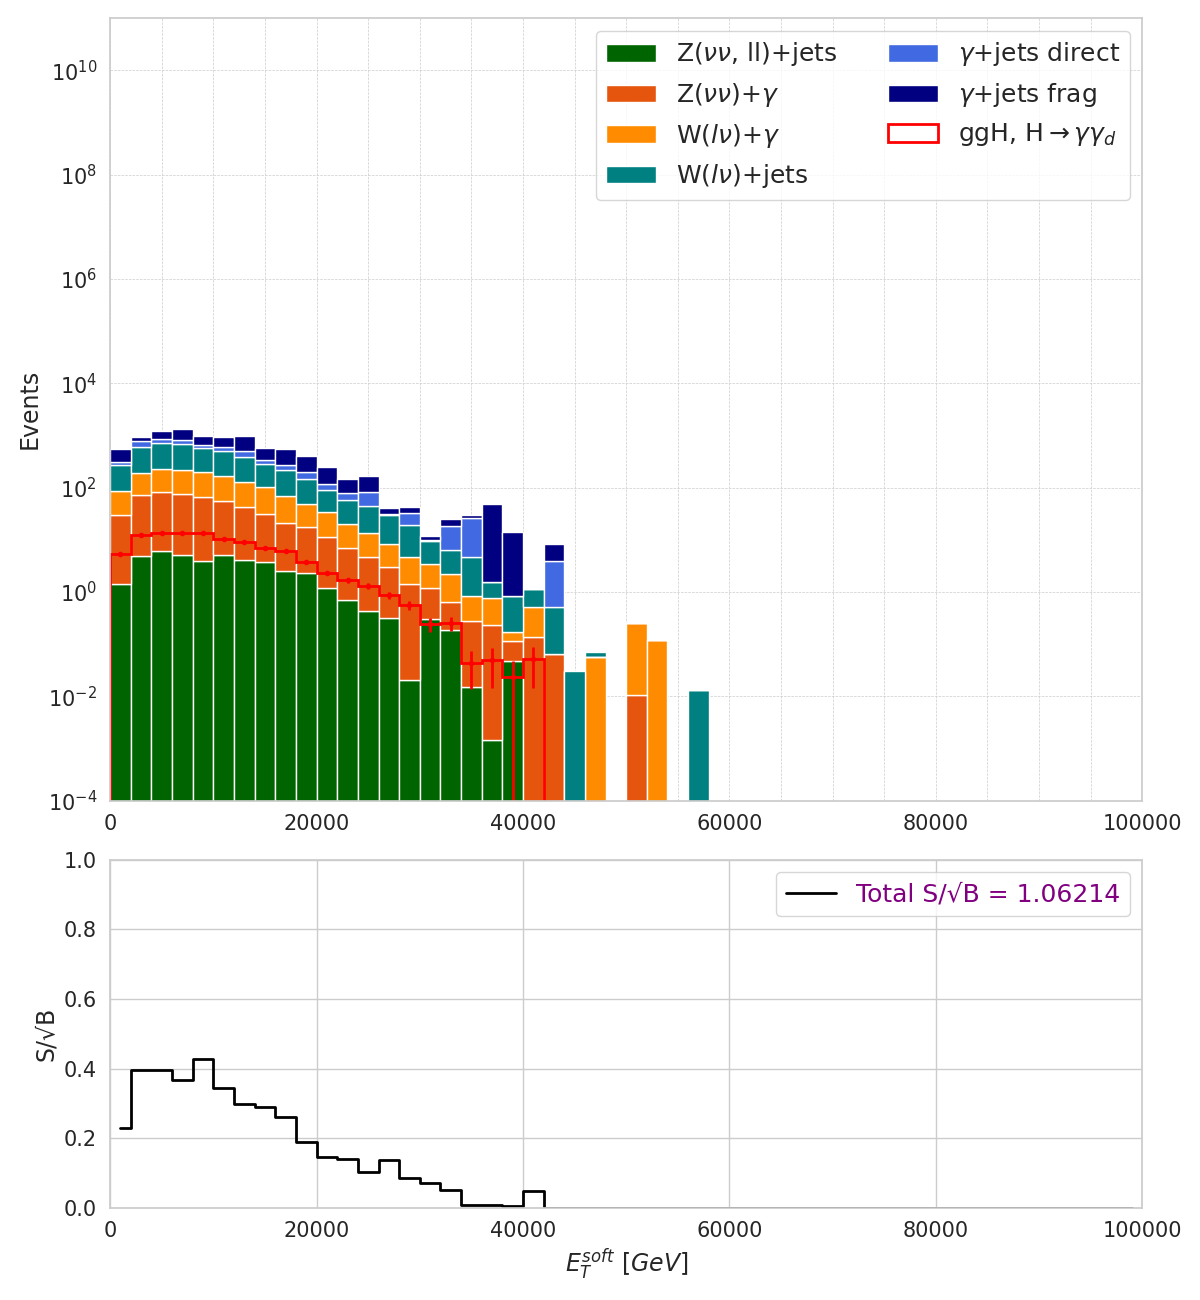 Z(νν, ll)+jets
Z(νν)+γ
W(lν)+γ
W(lν)+jets
γ+jets direct
γ+jets frag
ggH, H→γγ_d
Events
10^10
10^8
10^6
10^4
10^2
10^0
10^−2
10^−4
0 20000 40000 60000 80000 100000
Total S/√B = 1.06214
S/√B
1.0
0.8
0.6
0.4
0.2
0.0
0 20000 40000 60000 80000 100000
E_T^soft [GeV]